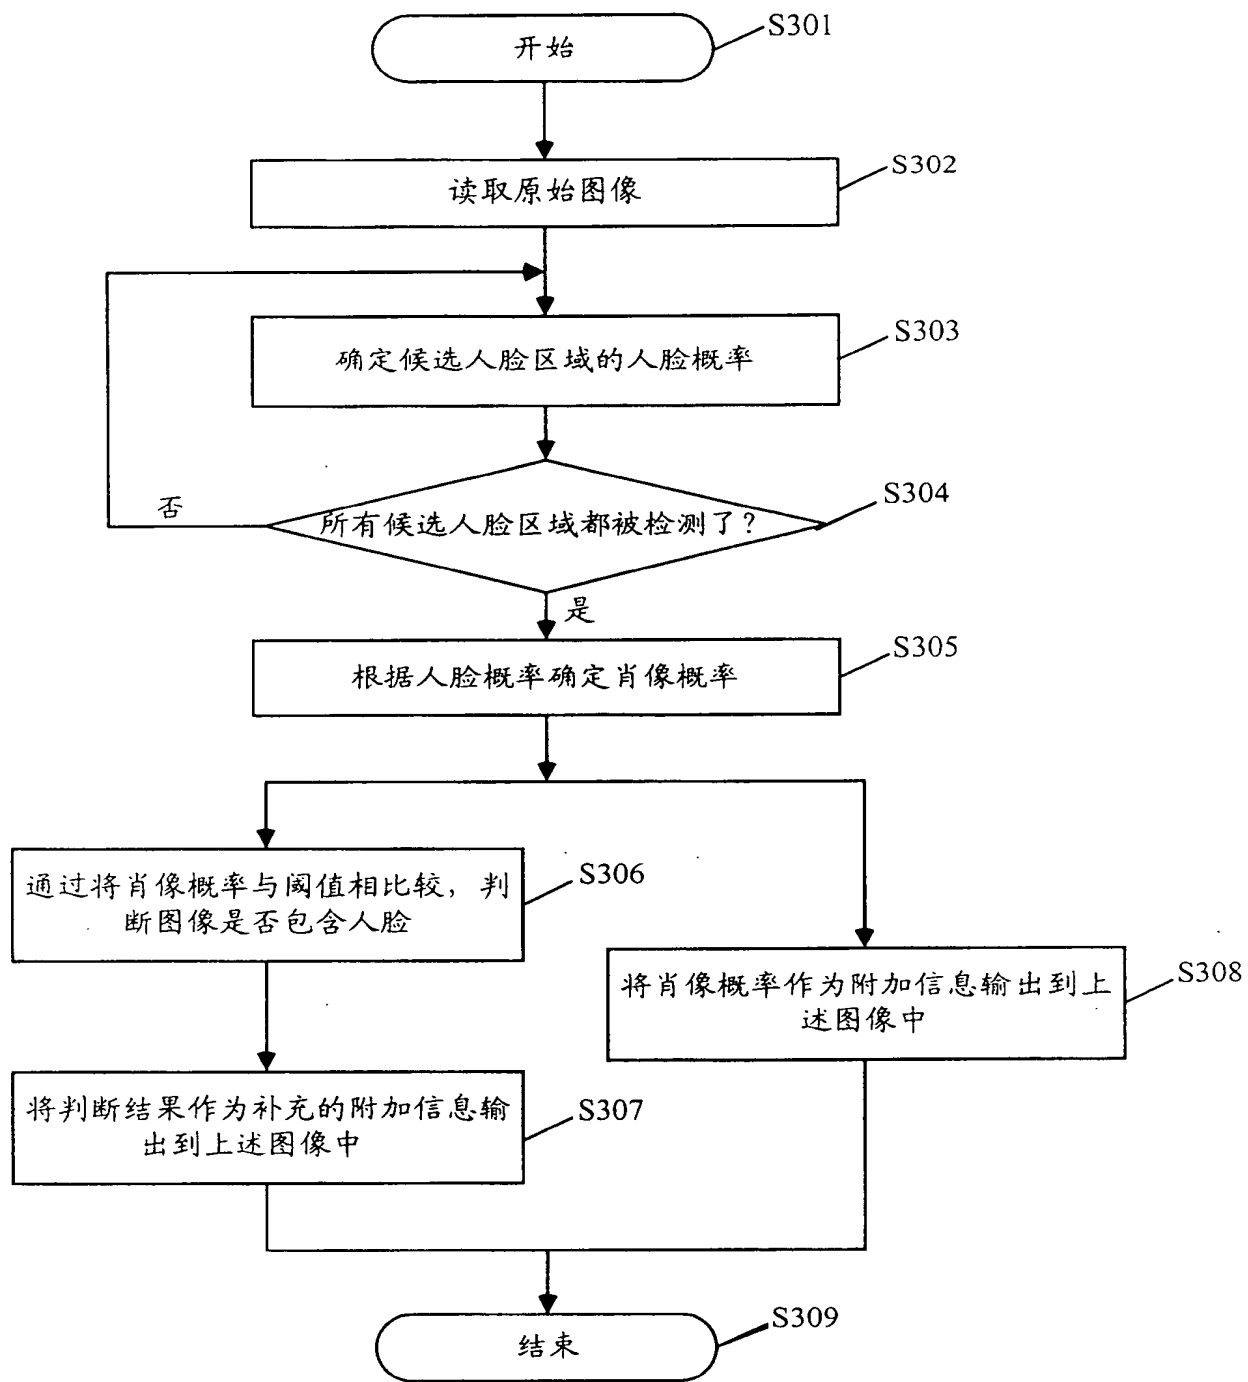 开始
S301
读取原始图像
S302
确定候选人脸区域的人脸概率
S303
所有候选人脸区域都被检测了?
S304
否
是
根据人脸概率确定肖像概率
S305
通过将肖像概率与阈值相比较，判
断图像是否包含人脸
S306
将判断结果作为补充的附加信息输
出到上述图像中
S307
将肖像概率作为附加信息输出到上
述图像中
S308
结束
S309